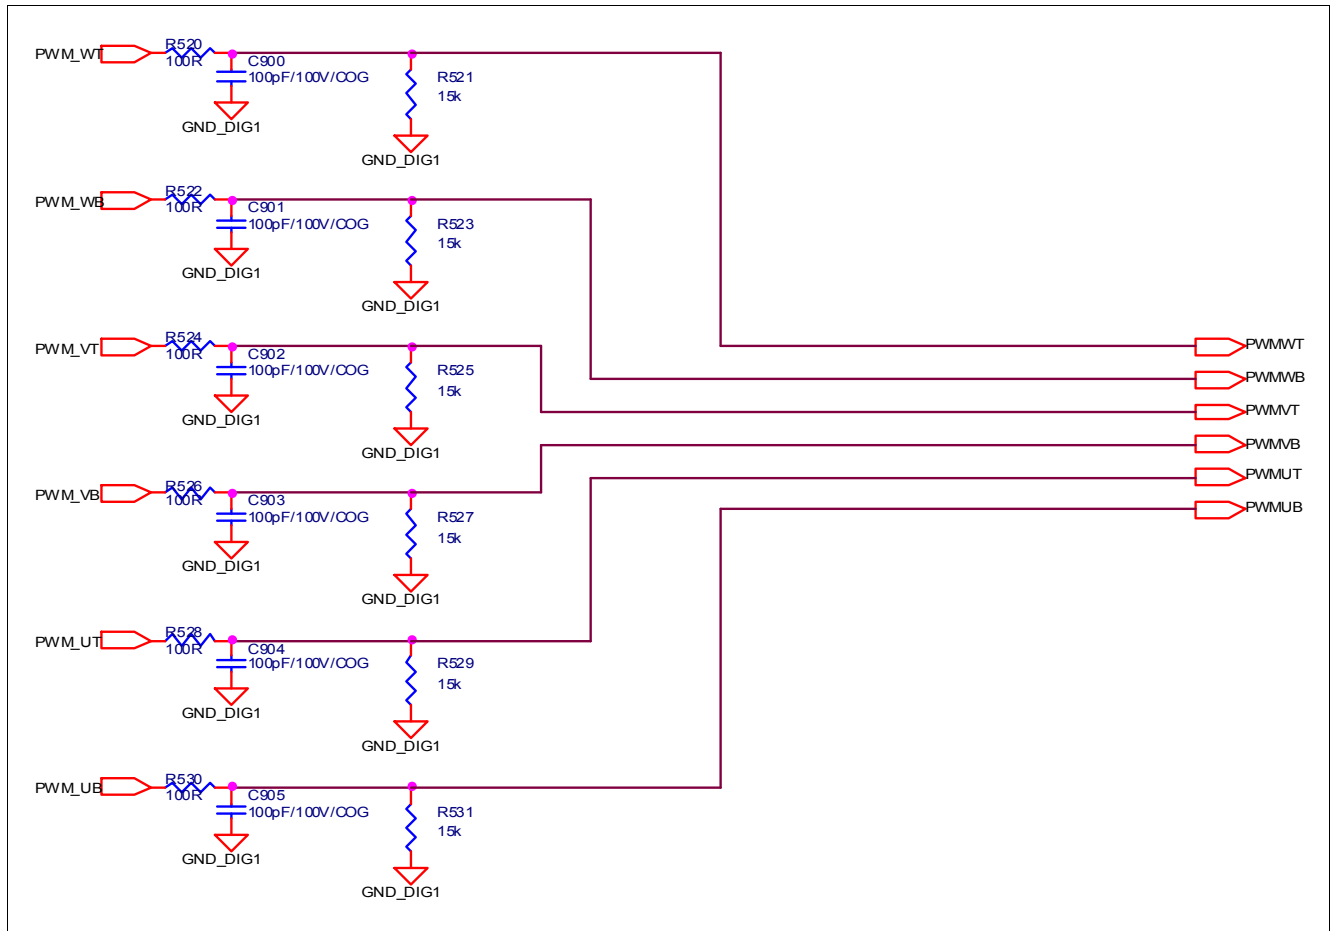 PWM_WT
R520
100R
C900
100pF/100V/COG
GND_DIG1
R521
15k
GND_DIG1
PWM_WB
R522
100R
C901
100pF/100V/COG
GND_DIG1
R523
15k
GND_DIG1
PWM_VT
R524
100R
C902
100pF/100V/COG
GND_DIG1
R525
15k
GND_DIG1
PWM_VB
R526
100R
C903
100pF/100V/COG
GND_DIG1
R527
15k
GND_DIG1
PWM_UT
R528
100R
C904
100pF/100V/COG
GND_DIG1
R529
15k
GND_DIG1
PWM_UB
R530
100R
C905
100pF/100V/COG
GND_DIG1
R531
15k
GND_DIG1
PWMWT
PWMWB
PWMVT
PWMVB
PWMUT
PWMUB